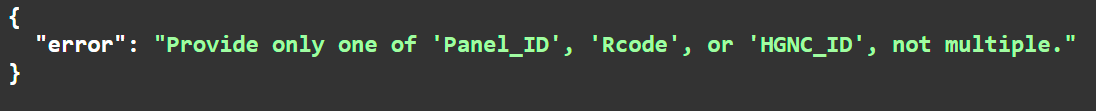 {
"error": "Provide only one of 'Panel_ID', 'Rcode', or 'HGNC_ID', not multiple."
}